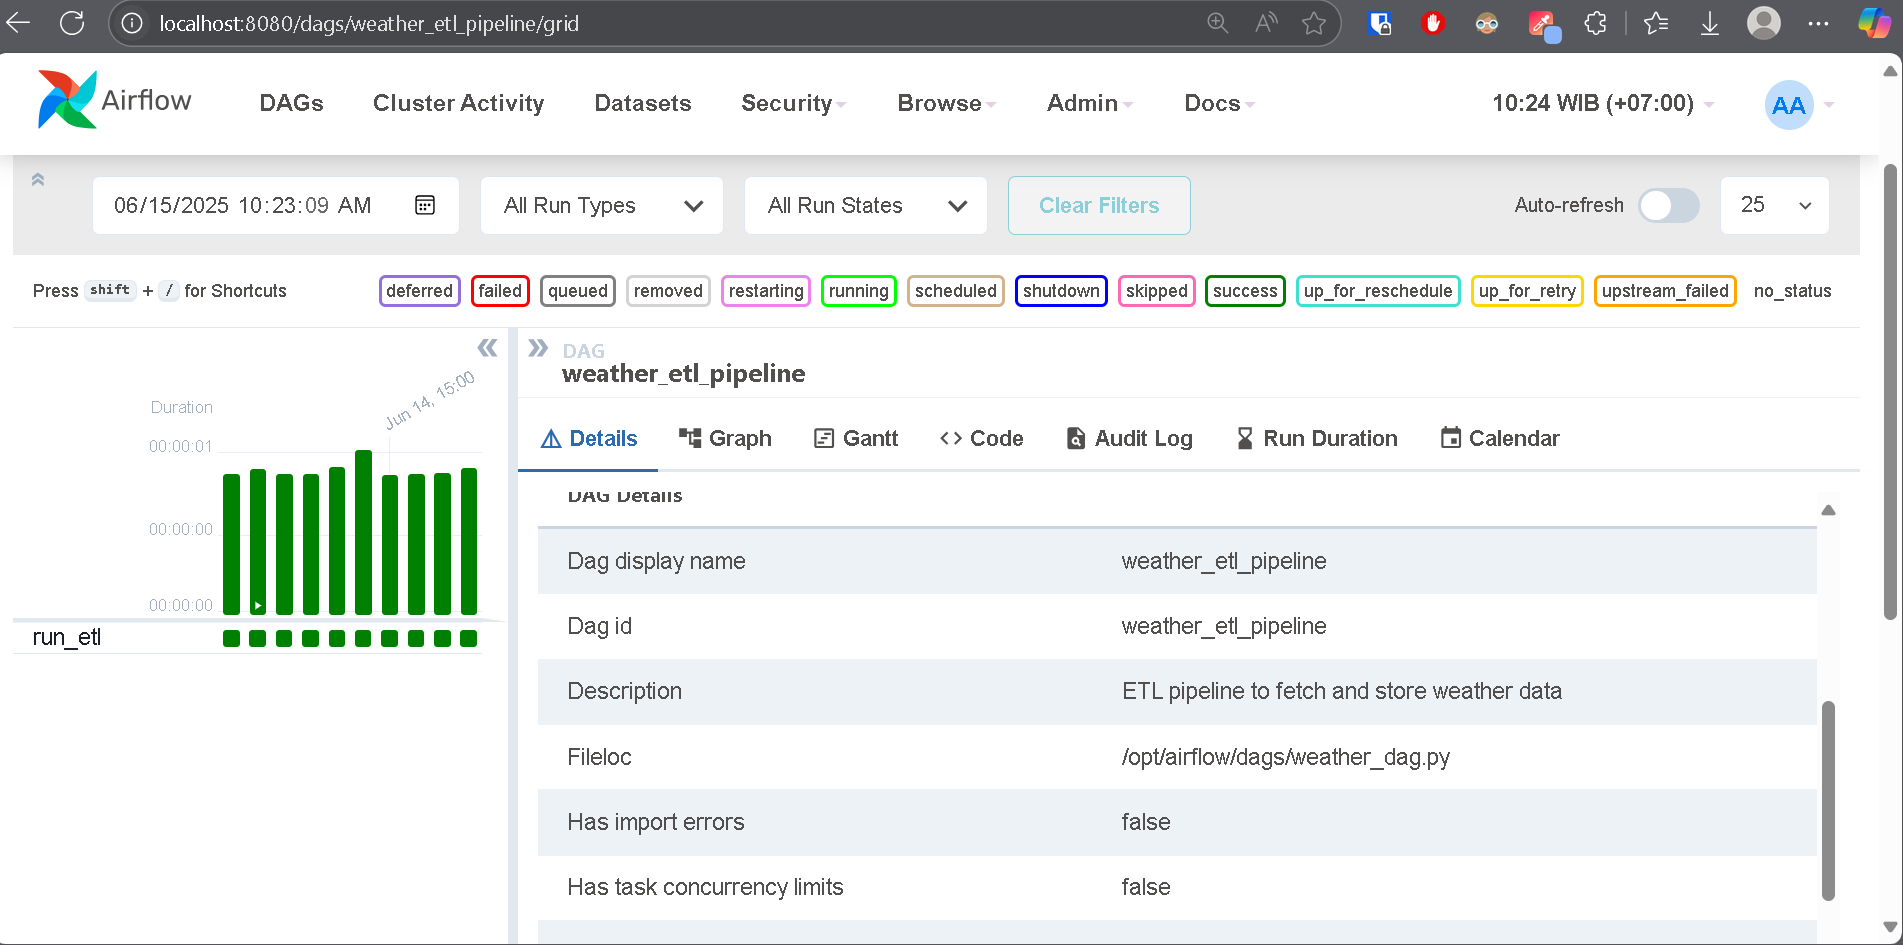 localhost:8080/dags/weather_etl_pipeline/grid
Airflow DAGs Cluster Activity Datasets Security Browse Admin Docs 10:24 WIB (+07:00) AA
06/15/2025 10:23:09 AM All Run Types All Run States Clear Filters Auto-refresh 25
Press shift + / for Shortcuts deferred failed queued removed restarting running scheduled shutdown skipped success up_for_reschedule up_for_retry upstream_failed no_status
DAG
weather_etl_pipeline
Jun 14, 15:00
Duration
00:00:01
00:00:00
00:00:00
run_etl
Details Graph Gantt Code Audit Log Run Duration Calendar
DAG Details
Dag display name weather_etl_pipeline
Dag id weather_etl_pipeline
Description ETL pipeline to fetch and store weather data
Fileloc /opt/airflow/dags/weather_dag.py
Has import errors false
Has task concurrency limits false